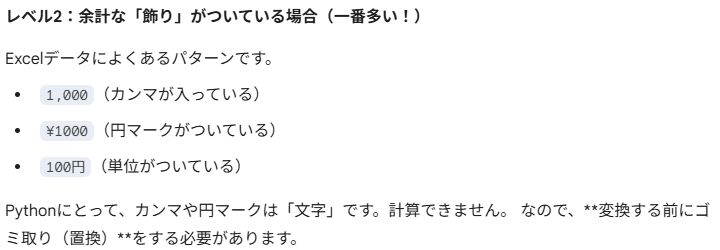 レベル2：余計な「飾り」がついている場合（一番多い！）
Excelデータによくあるパターンです。
• 1,000（カンマが入っている）
• ¥1000（円マークがついている）
• 100円（単位がついている）
Pythonにとって、カンマや円マークは「文字」です。計算できません。 なので、**変換する前にゴ
ミ取り（置換）**をする必要があります。